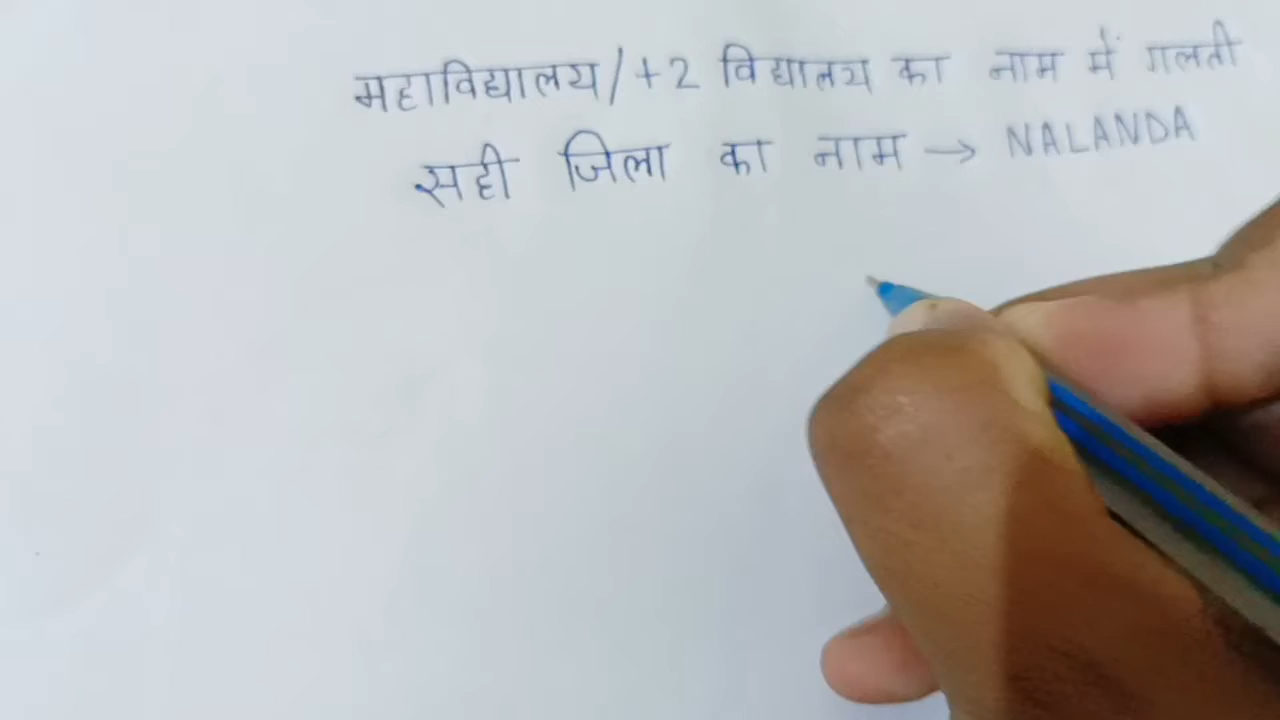 महाविद्यालय/+2 विद्यालय का नाम में गलती
सही जिला का नाम → NALANDA